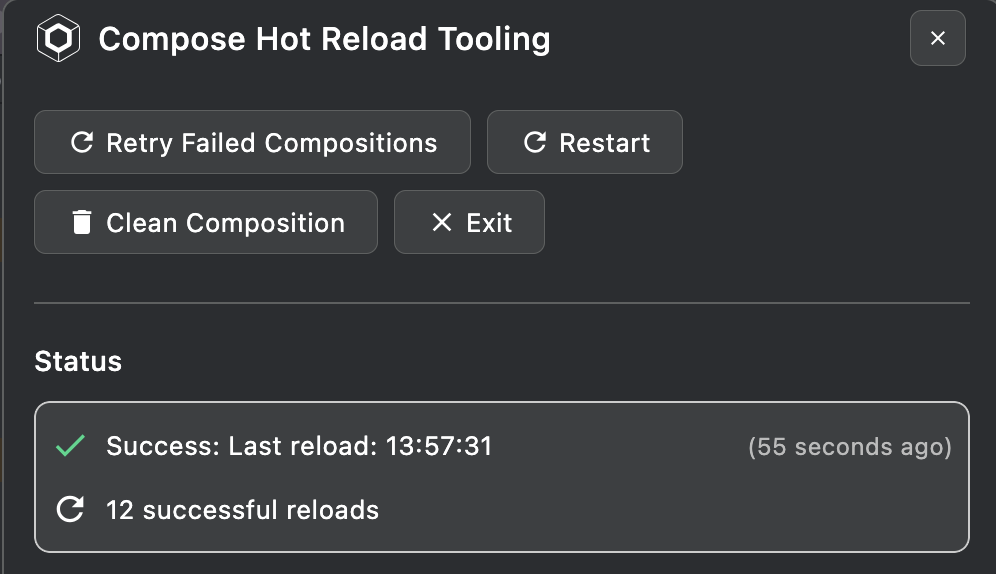 Compose Hot Reload Tooling
Retry Failed Compositions
Restart
Clean Composition
Exit
Status
Success: Last reload: 13:57:31
(55 seconds ago)
12 successful reloads